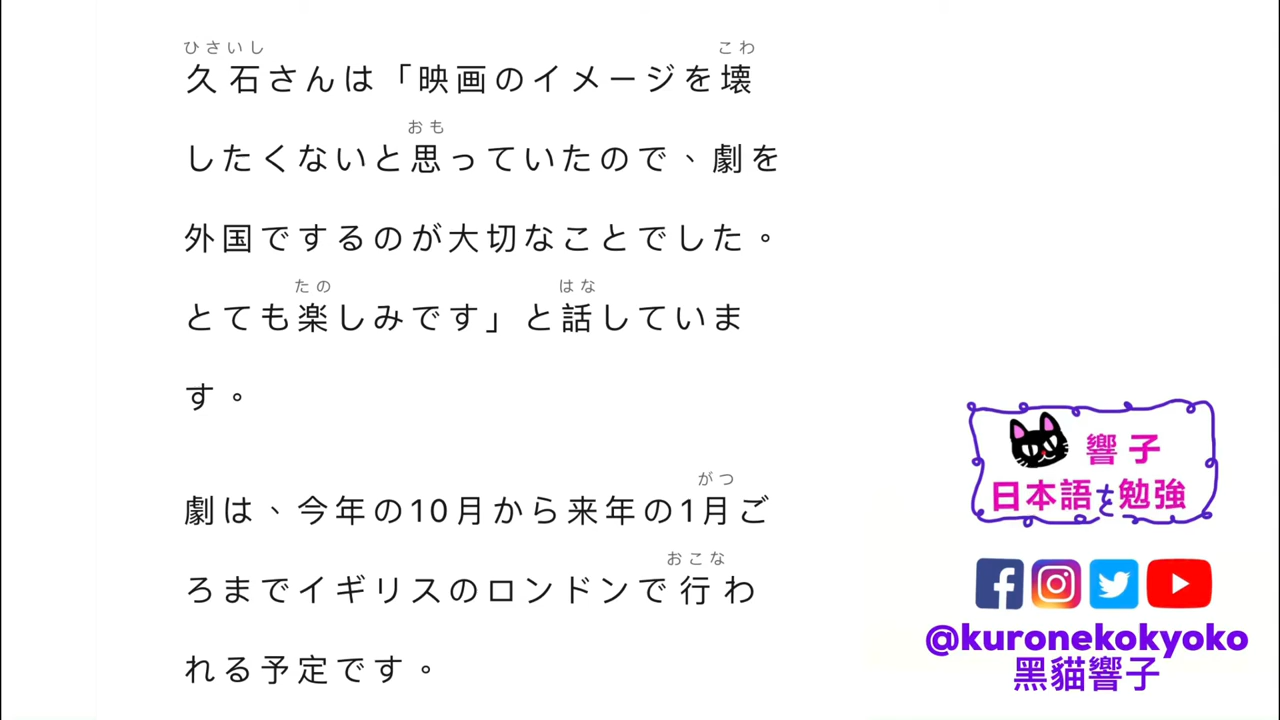 ひさいし こわ
久石さんは「映画のイメージを壊
おも
したくないと思っていたので、劇を
外国でするのが大切なことでした。
たの はな
とても楽しみです」と話していま
す。
がつ
劇は、今年の10月から来年の1月ご
おこな
ろまでイギリスのロンドンで行わ
れる予定です。
響子
日本語を勉強
@kuronekokyoko
黑貓響子